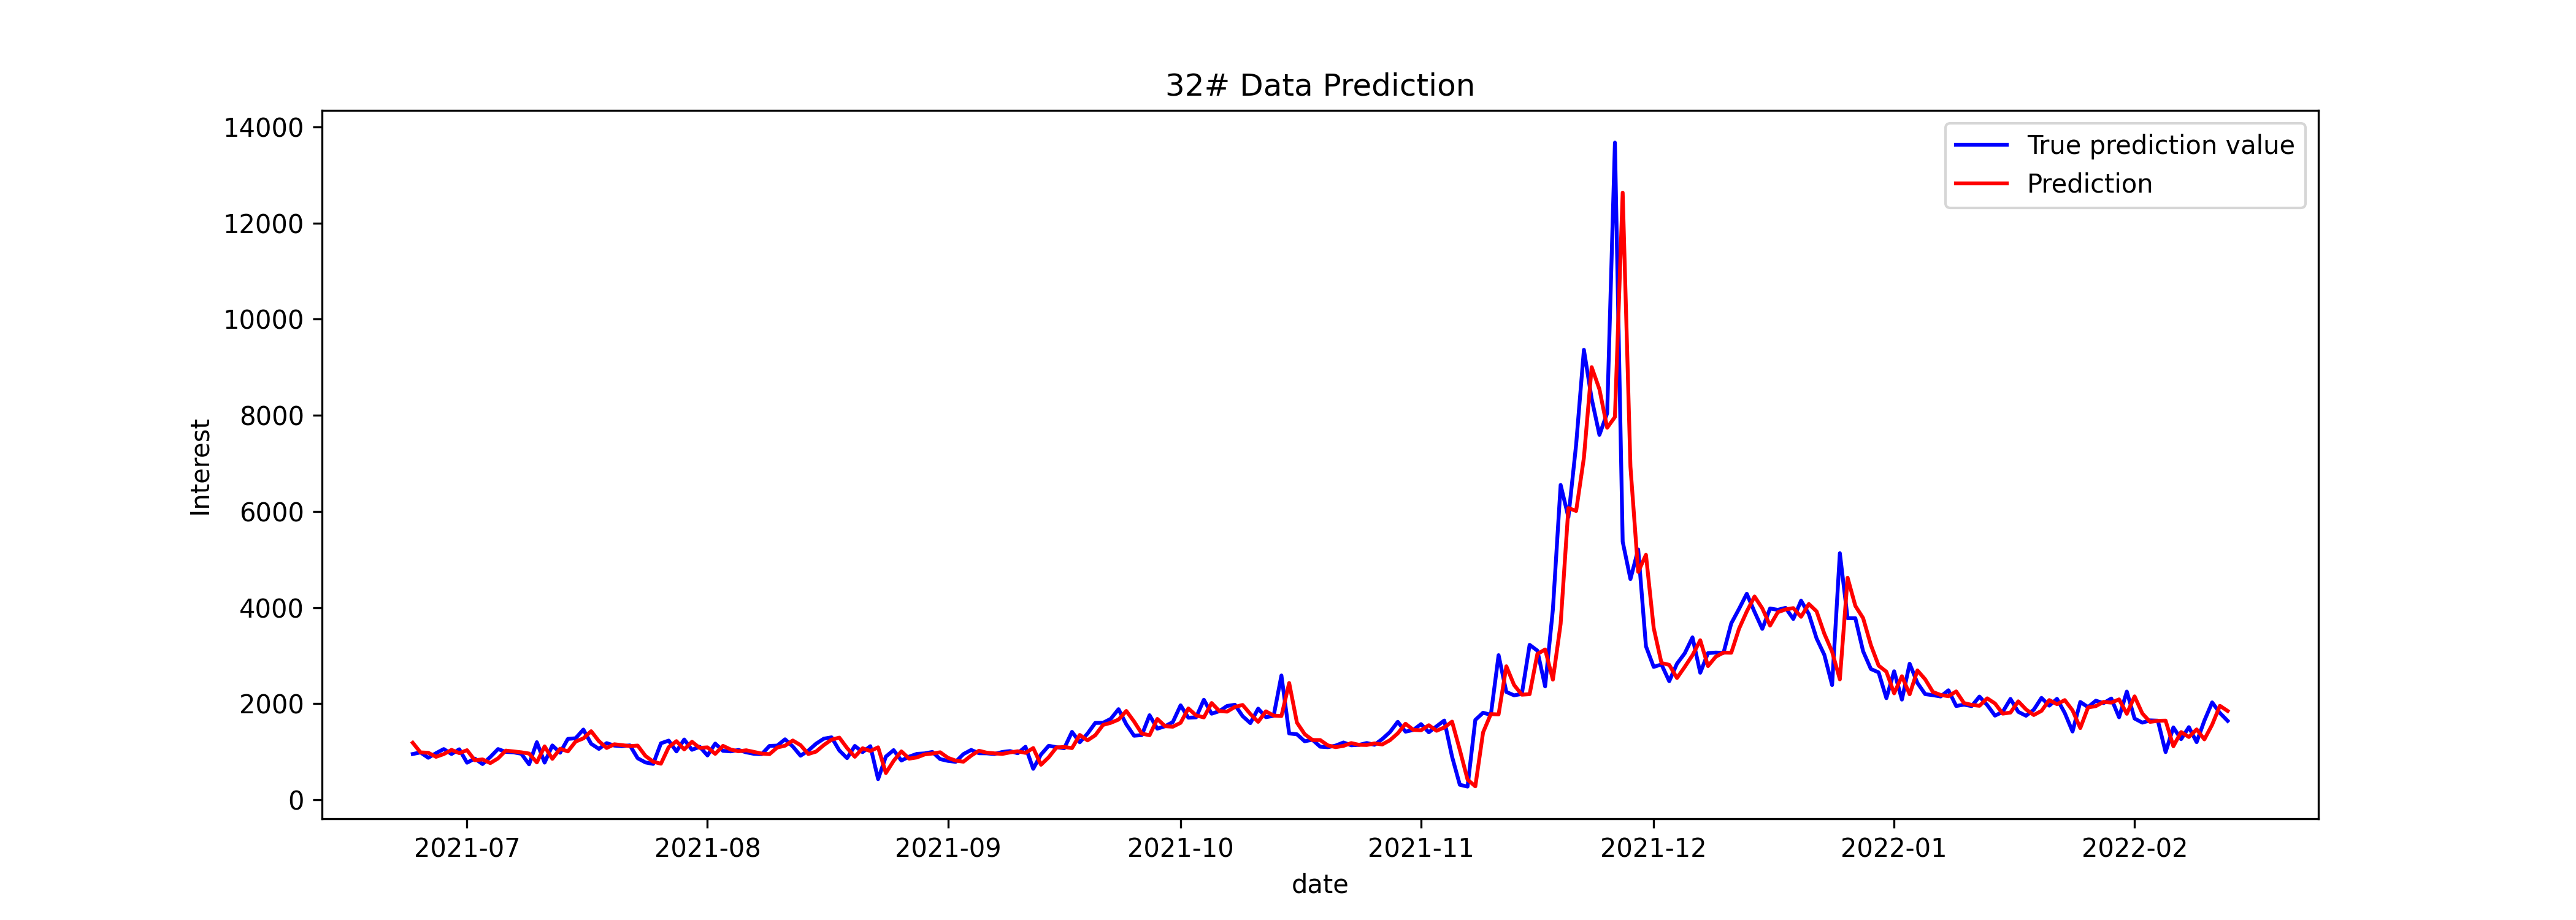 32# Data Prediction
14000
12000
10000
8000
6000
4000
2000
0
Interest
True prediction value
Prediction
2021-07 2021-08 2021-09 2021-10 2021-11 2021-12 2022-01 2022-02
date